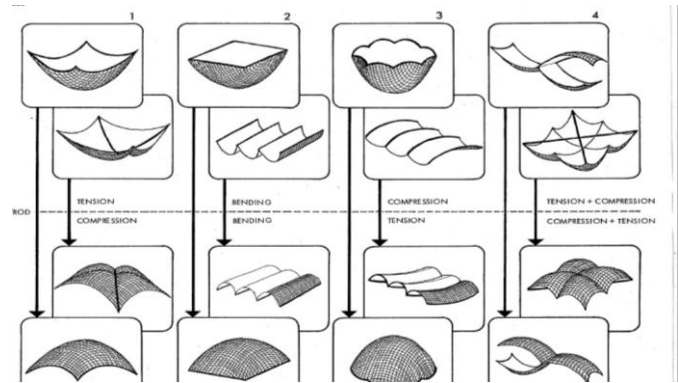 1 2 3 4
TENSION BENDING COMPRESSION TENSION + COMPRESSION
ROD
COMPRESSION BENDING TENSION COMPRESSION + TENSION